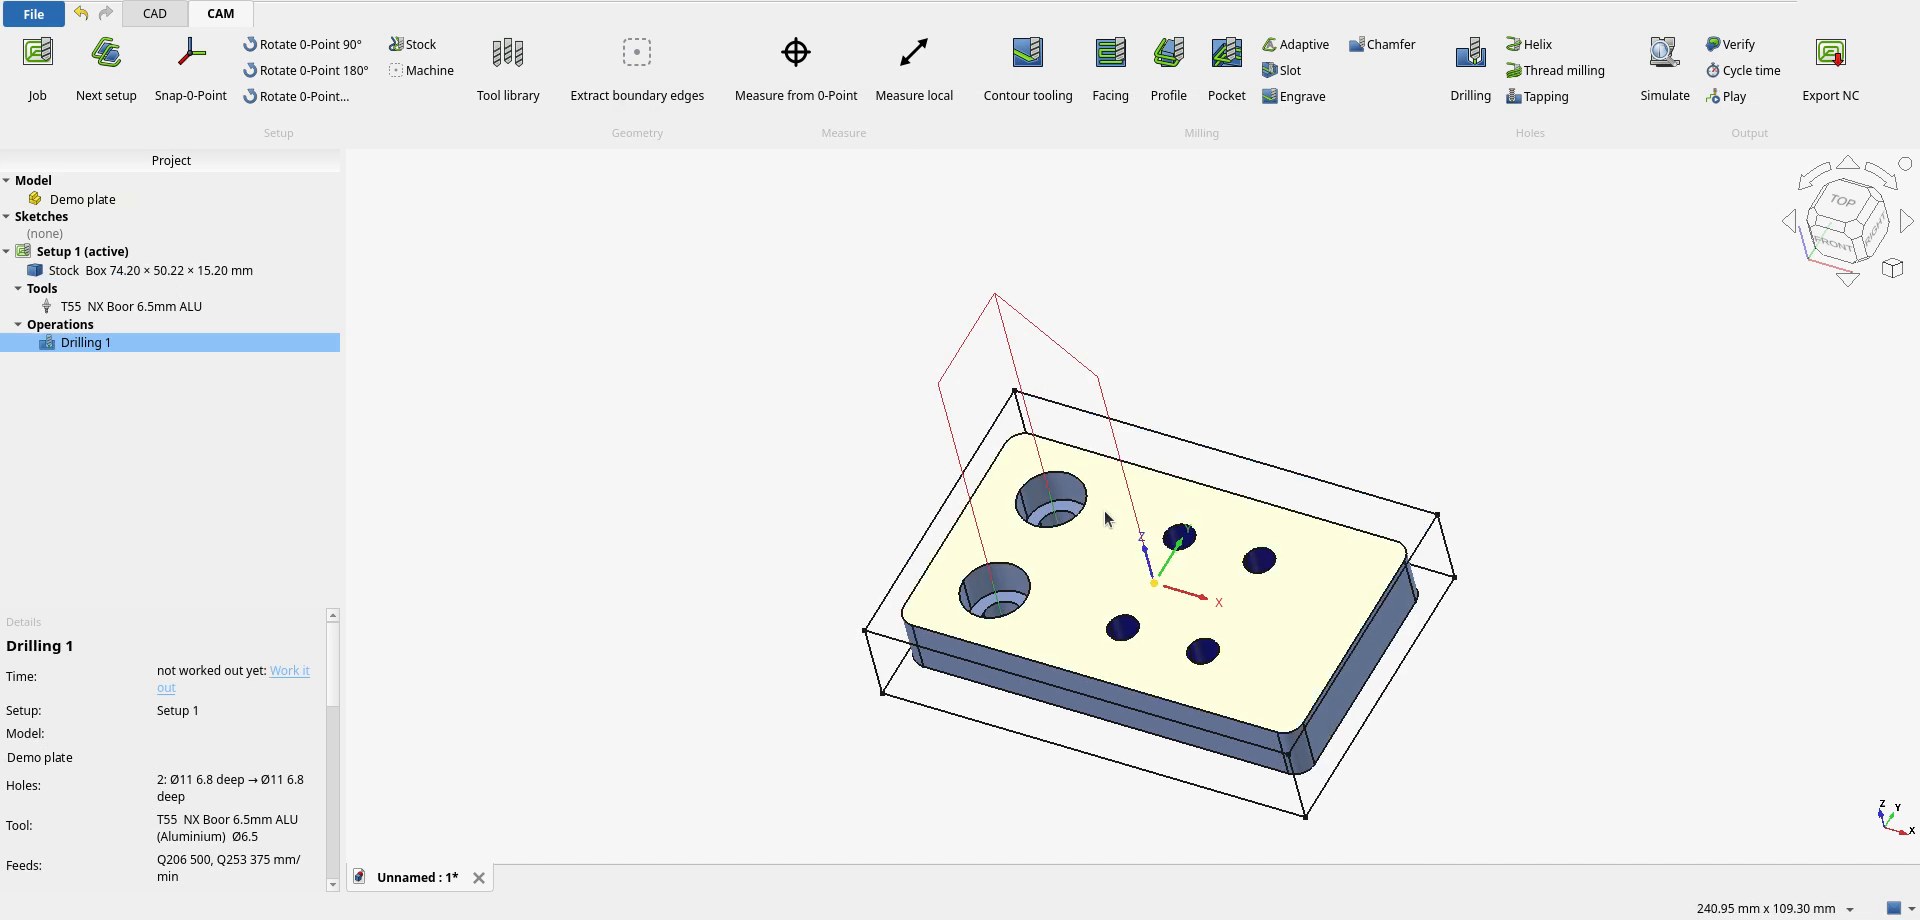 File
CAD
CAM
Job
Next setup
Snap-0-Point
Rotate 0-Point 90°
Rotate 0-Point 180°
Rotate 0-Point...
Stock
Machine
Setup
Tool library
Extract boundary edges
Geometry
Measure from 0-Point
Measure local
Measure
Contour tooling
Facing
Profile
Pocket
Adaptive
Slot
Engrave
Chamfer
Milling
Drilling
Helix
Thread milling
Tapping
Holes
Simulate
Verify
Cycle time
Play
Export NC
Output
Project
Model
Demo plate
Sketches
(none)
Setup 1 (active)
Stock Box 74.20 × 50.22 × 15.20 mm
Tools
T55 NX Boor 6.5mm ALU
Operations
Drilling 1
Details
Drilling 1
Time: not worked out yet: Work it
out
Setup: Setup 1
Model:
Demo plate
Holes: 2: Ø11 6.8 deep → Ø11 6.8
deep
Tool: T55 NX Boor 6.5mm ALU
(Aluminium) Ø6.5
Feeds: Q206 500, Q253 375 mm/
min
TOP
FRONT
RIGHT
Z
Y
X
Z
Y
X
Unnamed : 1*
240.95 mm x 109.30 mm